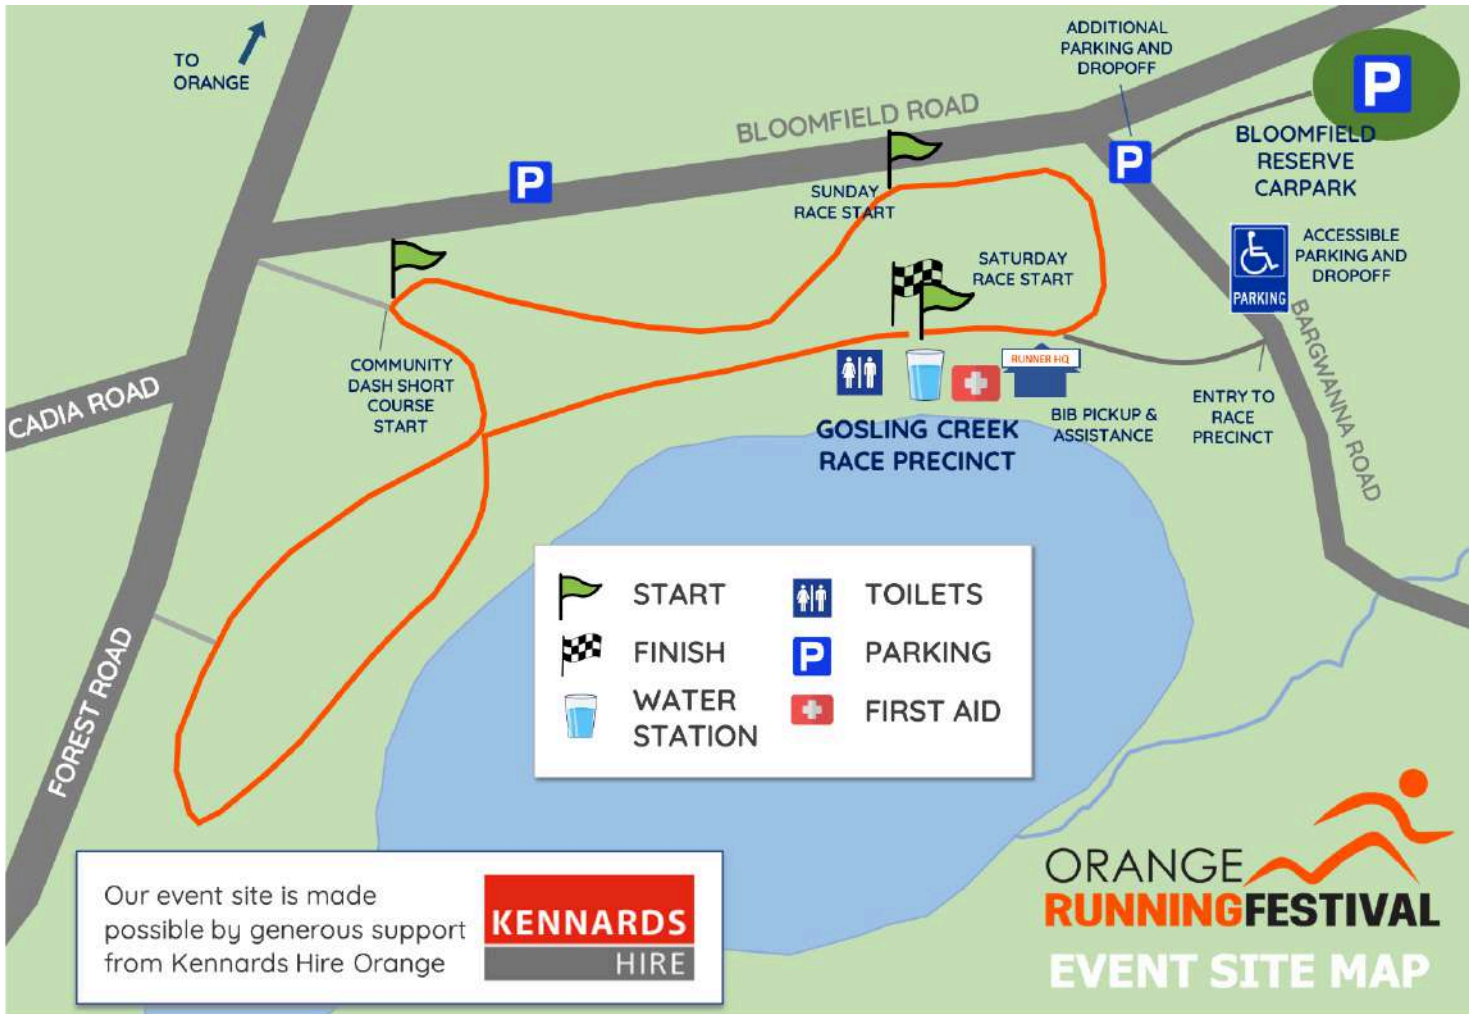 TO
ORANGE
ADDITIONAL
PARKING AND
DROPOFF
P
BLOOMFIELD ROAD
P
P
BLOOMFIELD
RESERVE
CARPARK
SUNDAY
RACE START
ACCESSIBLE
PARKING AND
DROPOFF
PARKING
SATURDAY
RACE START
BARGWANNA ROAD
COMMUNITY
DASH SHORT
COURSE
START
CADIA ROAD
RUNNER HQ
BIB PICKUP &
ASSISTANCE
ENTRY TO
RACE
PRECINCT
GOSLING CREEK
RACE PRECINCT
START
TOILETS
FINISH
P
PARKING
WATER
STATION
FIRST AID
FOREST ROAD
Our event site is made
possible by generous support
from Kennards Hire Orange
KENNARDS
HIRE
ORANGE
RUNNINGFESTIVAL
EVENT SITE MAP